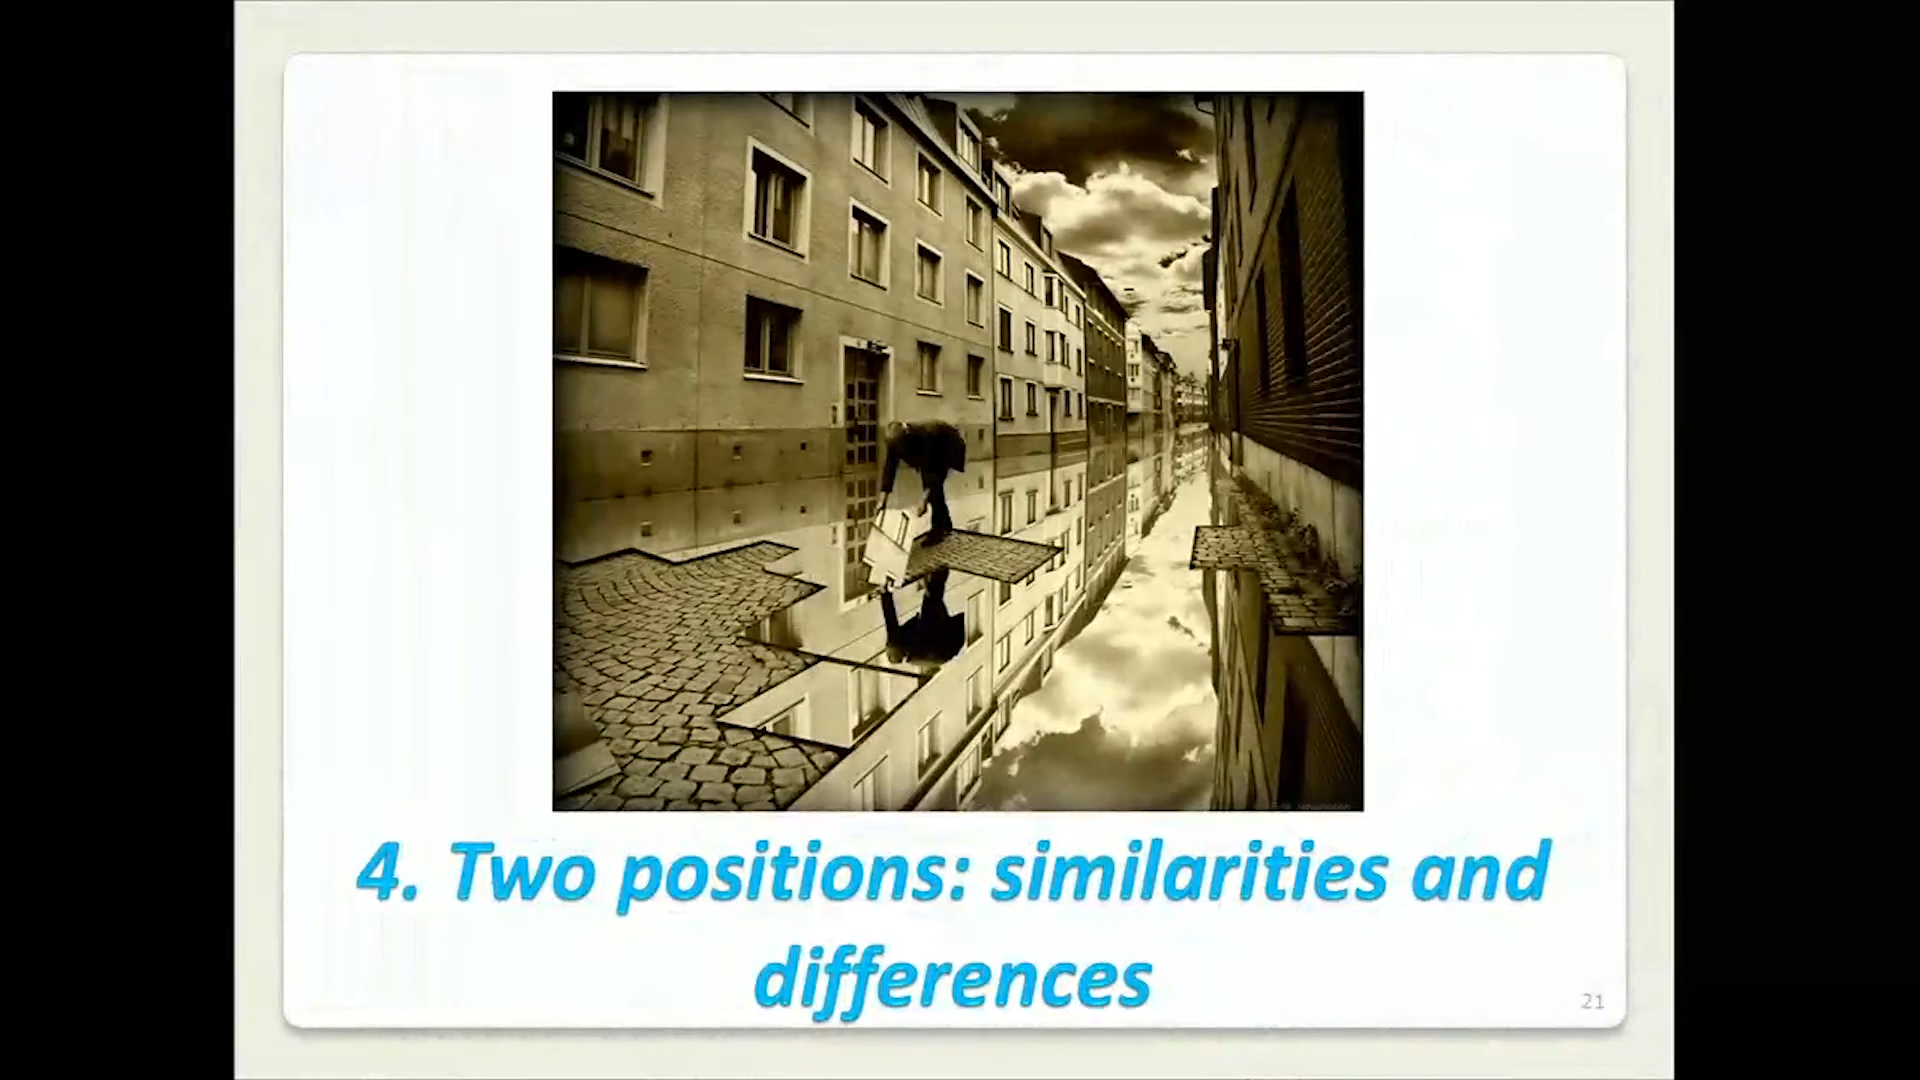 4. Two positions: similarities and
differences
21